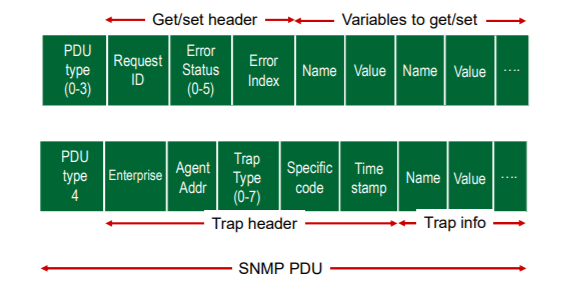 Get/set header Variables to get/set
PDU type (0-3) Request ID Error Status (0-5) Error Index Name Value Name Value ....
PDU type 4 Enterprise Agent Addr Trap Type (0-7) Specific code Time stamp Name Value ....
Trap header Trap info
SNMP PDU